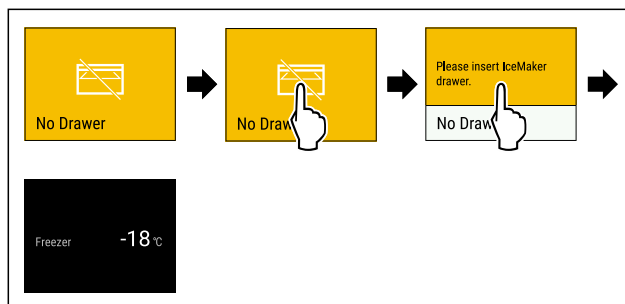 No Drawer
No Draw
Please insert IceMaker
drawer.
No Draw
Freezer -18 °C